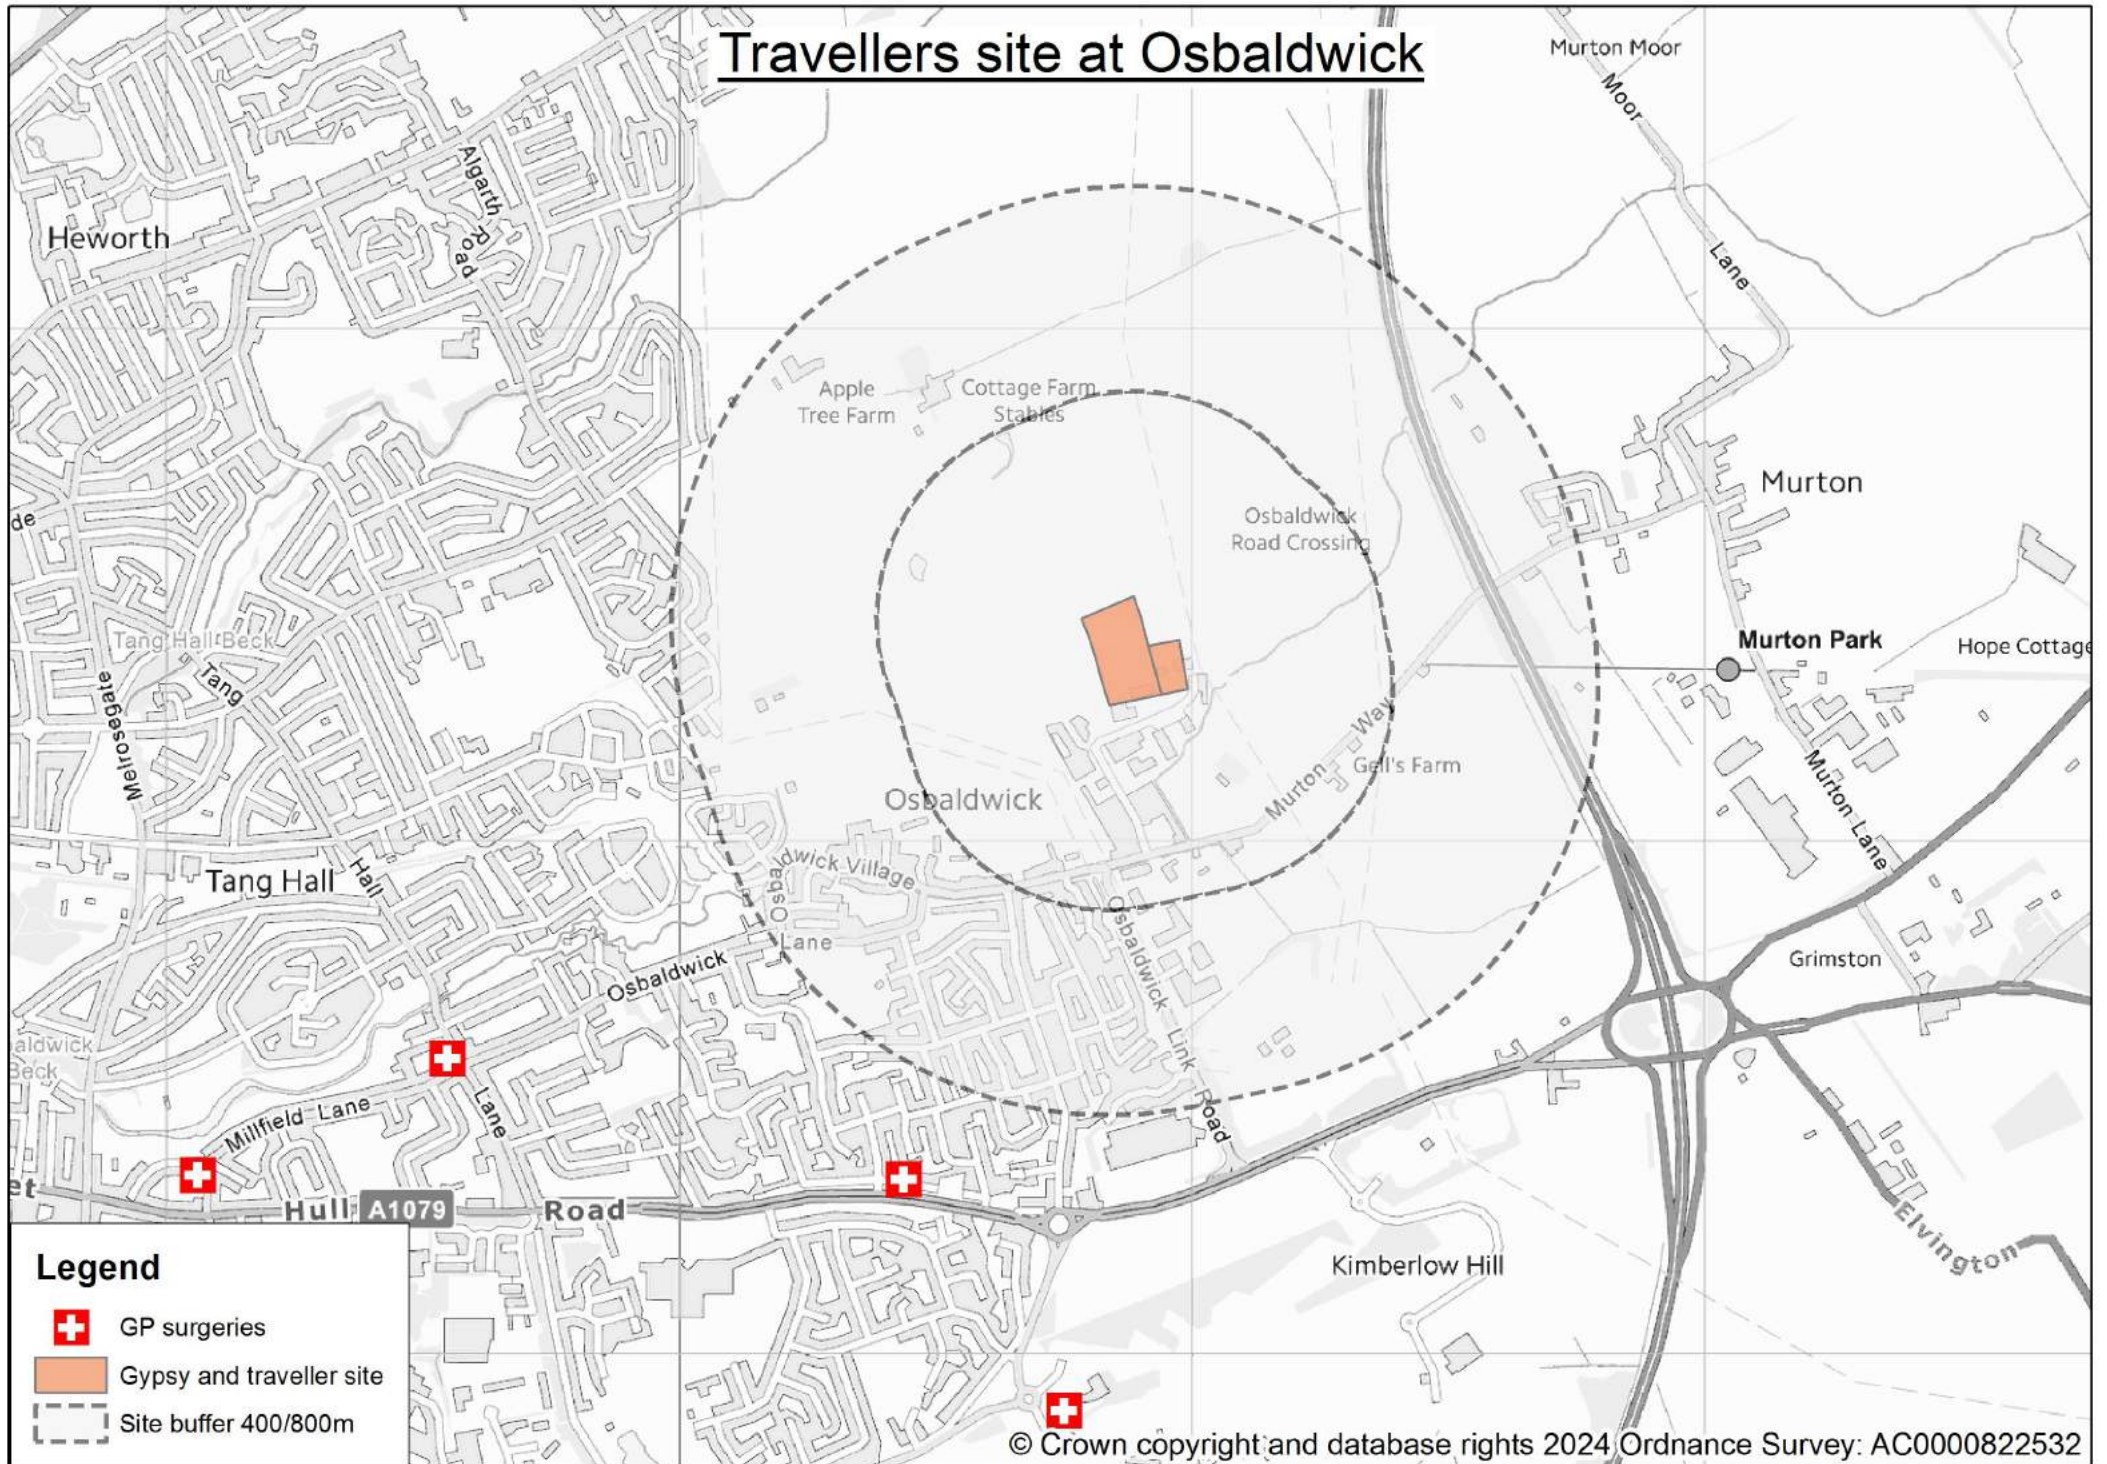 Travellers site at Osbaldwick
Murton Moor
Moor
Lane
Algarth
Road
Heworth
Apple
Tree Farm
Cottage Farm
Stables
Murton
de
Osbaldwick
Road Crossing
Tang Hall Beck
Tang
Hall
Lane
Melrosegate
Murton Park
Hope Cottage
Murton Way
Gell's Farm
Murton Lane
Osbaldwick
Osbaldwick Village
Tang Hall
Osbaldwick
Lane
Osbaldwick Link Road
Grimston
aldwick
Beck
Millfield Lane
et
Hull A1079 Road
Elvington
Kimberlow Hill
Legend
GP surgeries
Gypsy and traveller site
Site buffer 400/800m
© Crown copyright and database rights 2024 Ordnance Survey: AC0000822532